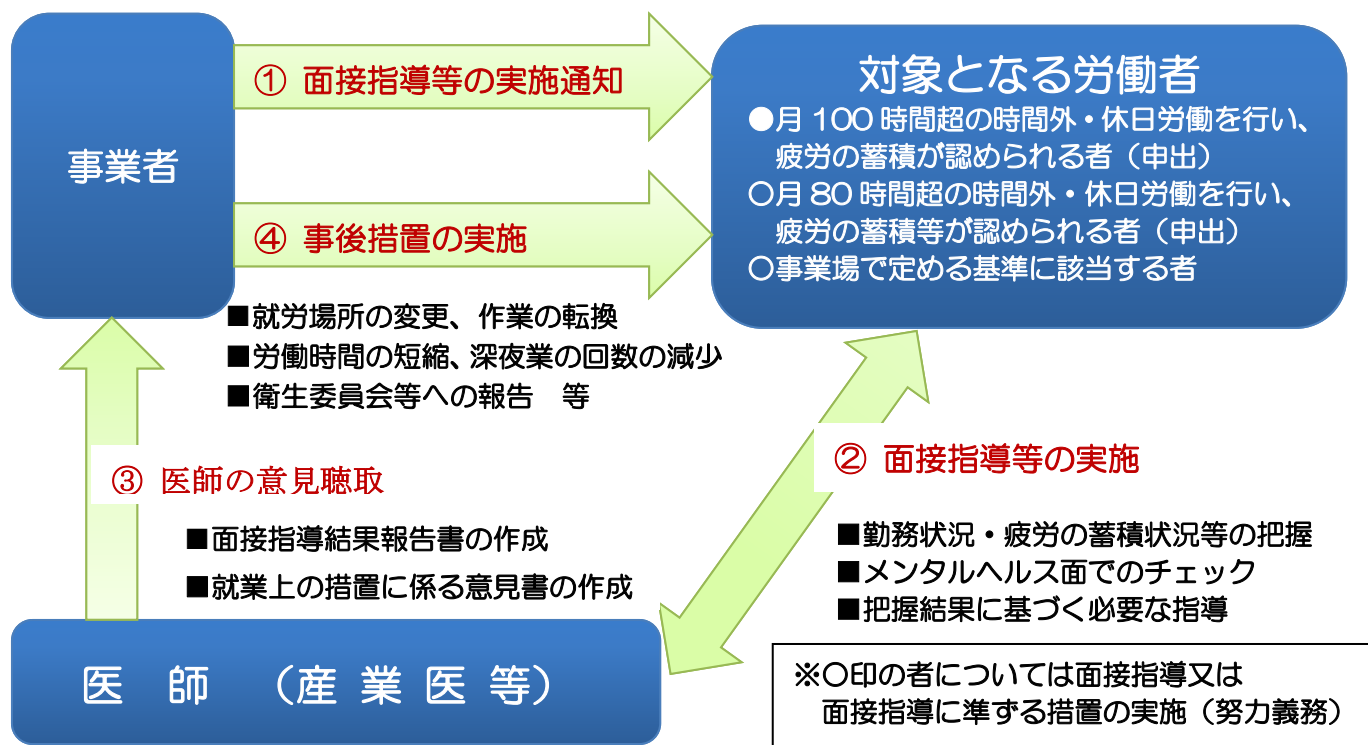 事業者
① 面接指導等の実施通知
④ 事後措置の実施
■就労場所の変更、作業の転換
■労働時間の短縮、深夜業の回数の減少
■衛生委員会等への報告　等
対象となる労働者
●月 100 時間超の時間外・休日労働を行い、
疲労の蓄積が認められる者（申出）
○月 80 時間超の時間外・休日労働を行い、
疲労の蓄積等が認められる者（申出）
○事業場で定める基準に該当する者
② 面接指導等の実施
■勤務状況・疲労の蓄積状況等の把握
■メンタルヘルス面でのチェック
■把握結果に基づく必要な指導
③ 医師の意見聴取
■面接指導結果報告書の作成
■就業上の措置に係る意見書の作成
医　師　（産 業 医 等）
※○印の者については面接指導又は
面接指導に準ずる措置の実施（努力義務）